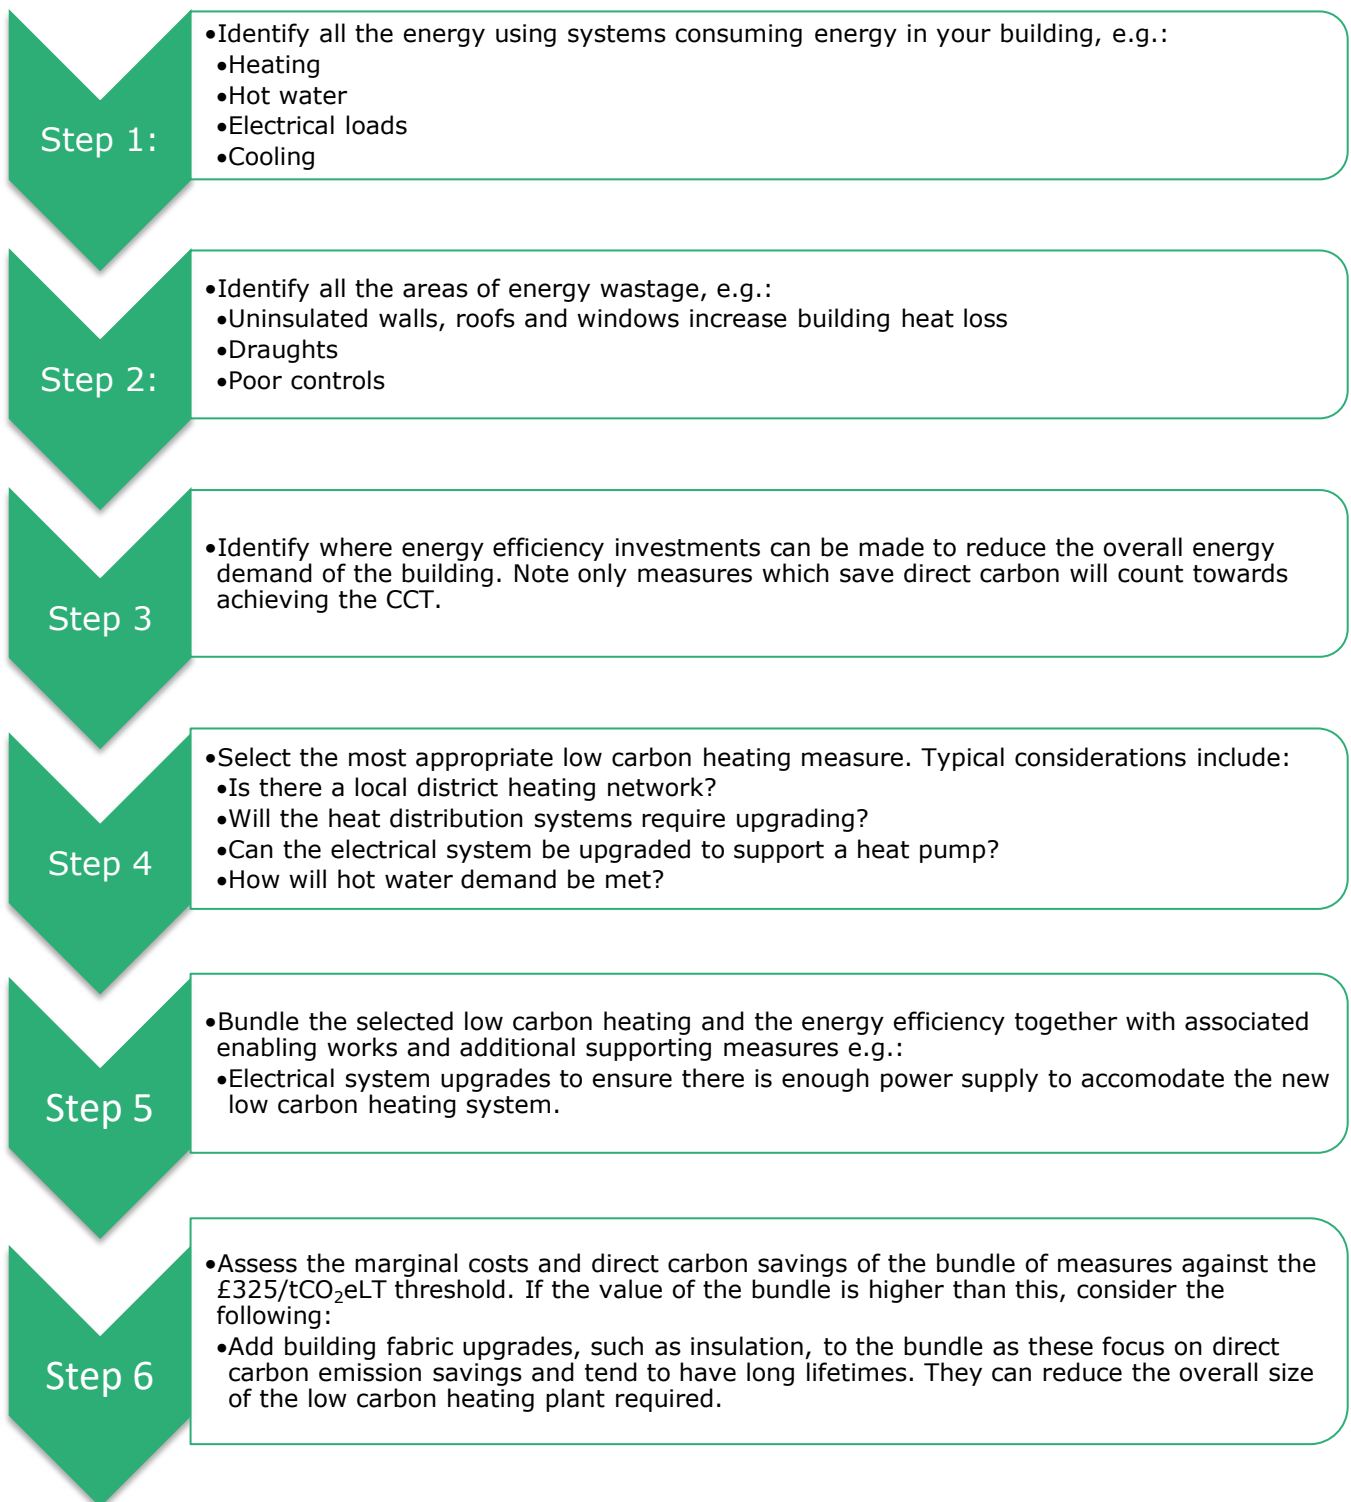 Step 1:
•Identify all the energy using systems consuming energy in your building, e.g.:
•Heating
•Hot water
•Electrical loads
•Cooling
Step 2:
•Identify all the areas of energy wastage, e.g.:
•Uninsulated walls, roofs and windows increase building heat loss
•Draughts
•Poor controls
Step 3
•Identify where energy efficiency investments can be made to reduce the overall energy
demand of the building. Note only measures which save direct carbon will count towards
achieving the CCT.
Step 4
•Select the most appropriate low carbon heating measure. Typical considerations include:
•Is there a local district heating network?
•Will the heat distribution systems require upgrading?
•Can the electrical system be upgraded to support a heat pump?
•How will hot water demand be met?
Step 5
•Bundle the selected low carbon heating and the energy efficiency together with associated
enabling works and additional supporting measures e.g.:
•Electrical system upgrades to ensure there is enough power supply to accomodate the new
low carbon heating system.
Step 6
•Assess the marginal costs and direct carbon savings of the bundle of measures against the
£325/tCO₂eLT threshold. If the value of the bundle is higher than this, consider the
following:
•Add building fabric upgrades, such as insulation, to the bundle as these focus on direct
carbon emission savings and tend to have long lifetimes. They can reduce the overall size
of the low carbon heating plant required.